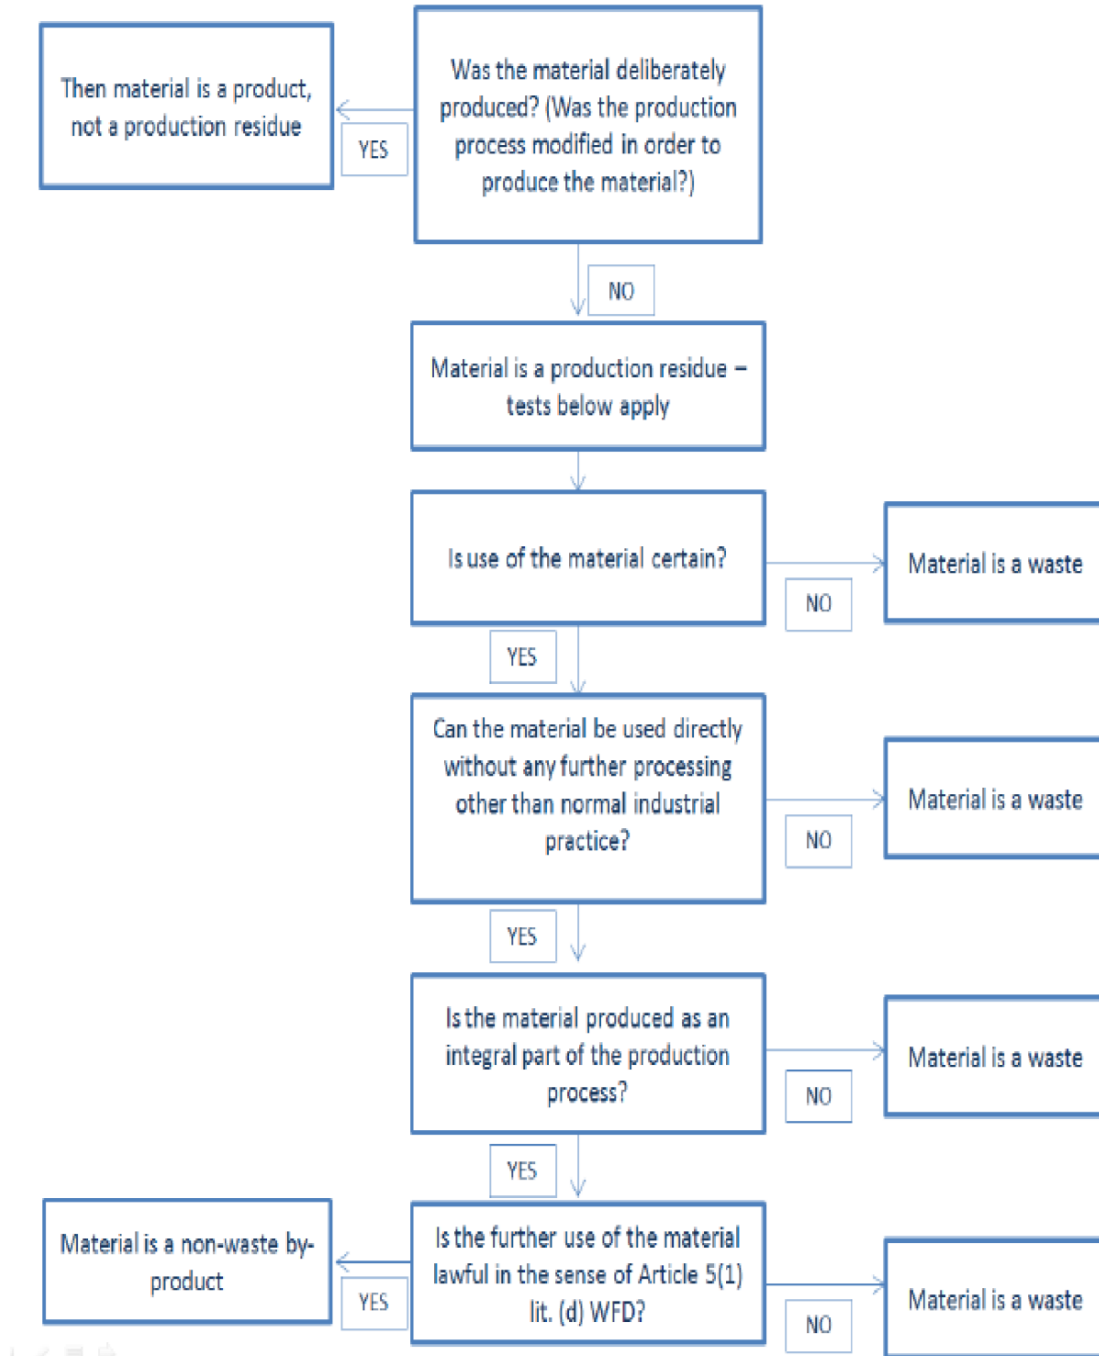 Then material is a product,
not a production residue
YES
Was the material deliberately
produced? (Was the production
process modified in order to
produce the material?)
NO
Material is a production residue –
tests below apply
Is use of the material certain?
NO
Material is a waste
YES
Can the material be used directly
without any further processing
other than normal industrial
practice?
NO
Material is a waste
YES
Is the material produced as an
integral part of the production
process?
NO
Material is a waste
YES
Is the further use of the material
lawful in the sense of Article 5(1)
lit. (d) WFD?
YES
Material is a non-waste by-
product
NO
Material is a waste